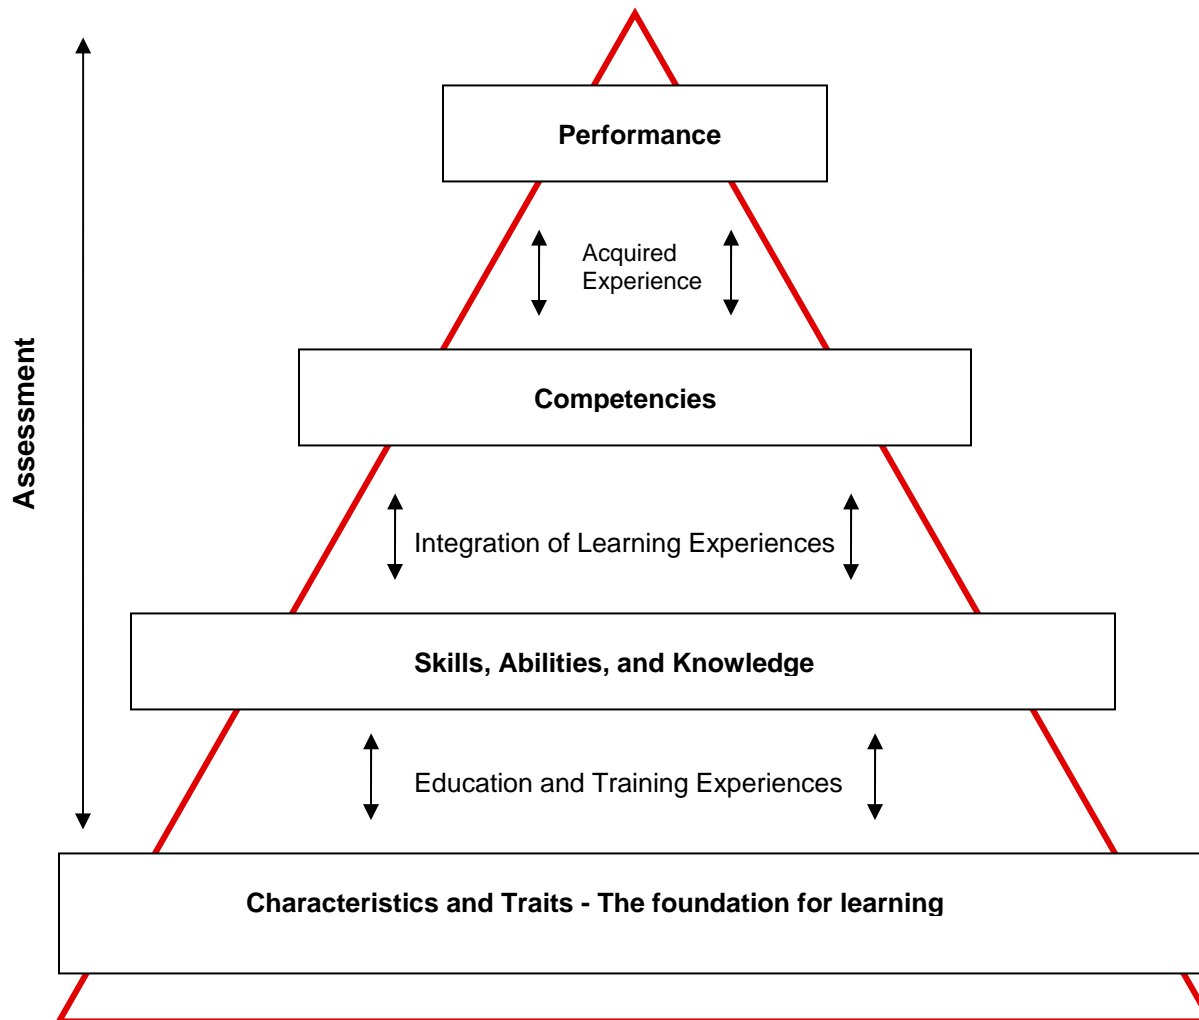 Performance
Acquired
Experience
Assessment
Competencies
Integration of Learning Experiences
Skills, Abilities, and Knowledge
Education and Training Experiences
Characteristics and Traits - The foundation for learning